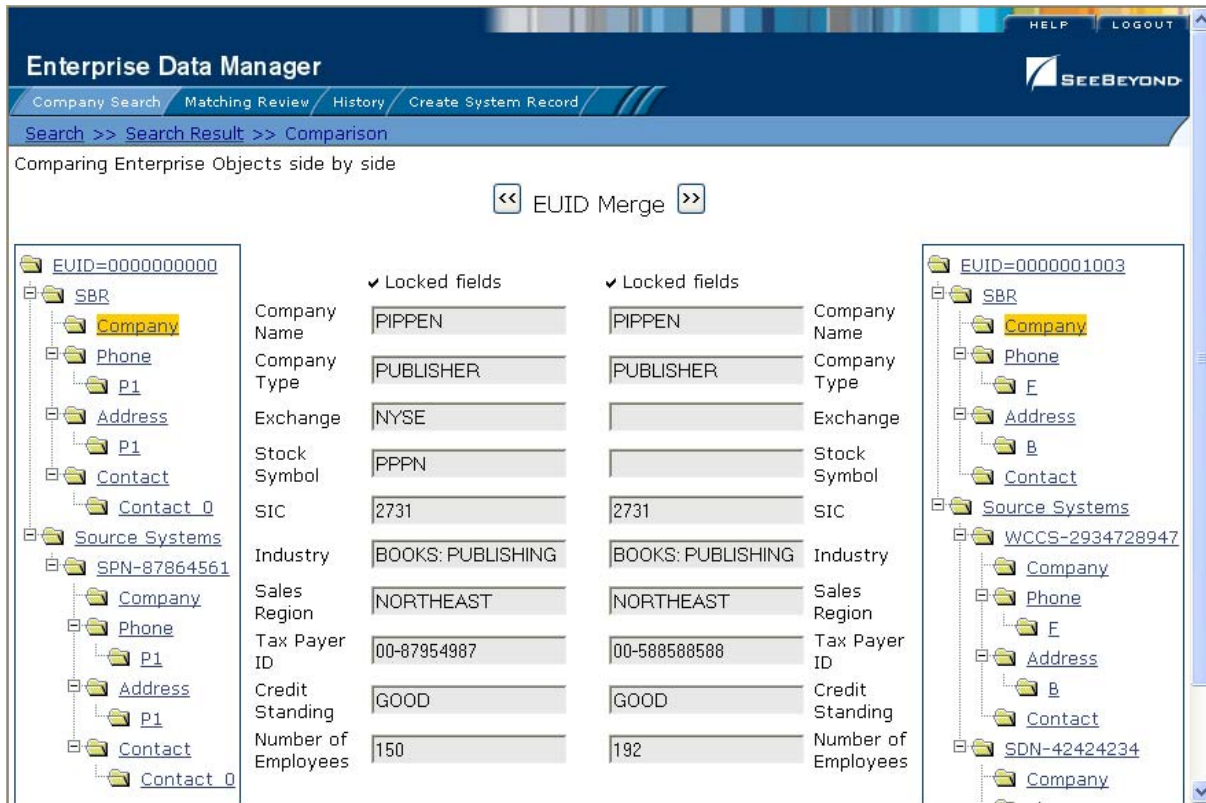 HELP LOGOUT
Enterprise Data Manager
SEEBEYOND
Company Search Matching Review History Create System Record
Search >> Search Result >> Comparison
Comparing Enterprise Objects side by side
<< EUID Merge >>
EUID=0000000000
SBR
Company
Phone
P1
Address
P1
Contact
Contact_0
Source Systems
SPN-87864561
Company
Phone
P1
Address
P1
Contact
Contact_0
✓ Locked fields ✓ Locked fields
Company Name PIPPEN PIPPEN Company Name
Company Type PUBLISHER PUBLISHER Company Type
Exchange NYSE Exchange
Stock Symbol PPPN Stock Symbol
SIC 2731 2731 SIC
Industry BOOKS: PUBLISHING BOOKS: PUBLISHING Industry
Sales Region NORTHEAST NORTHEAST Sales Region
Tax Payer ID 00-87954987 00-588588588 Tax Payer ID
Credit Standing GOOD GOOD Credit Standing
Number of Employees 150 192 Number of Employees
EUID=0000001003
SBR
Company
Phone
F
Address
B
Contact
Source Systems
WCCS-2934728947
Company
Phone
F
Address
B
Contact
SDN-42424234
Company